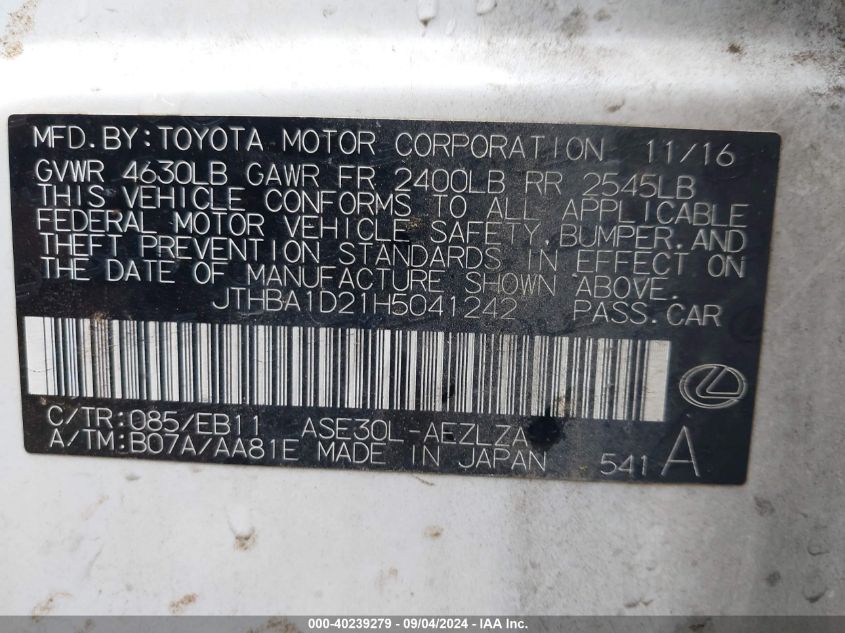 MFD.BY:TOYOTA MOTOR CORPORATION 11/16
GVWR 4630LB GAWR FR 2400LB RR 2545LB
THIS VEHICLE CONFORMS TO ALL APPLICABLE
FEDERAL MOTOR VEHICLE SAFETY,BUMPER,AND
THEFT PREVENTION STANDARDS IN EFFECT ON
THE DATE OF MANUFACTURE SHOWN ABOVE.
JTHBA1D21H5041242 PASS.CAR
C/TR:085/EB11 ASE30L-AEZLZA
A/TM:B07A/AA81E MADE IN JAPAN 541 A
000-40239279 - 09/04/2024 - IAA Inc.